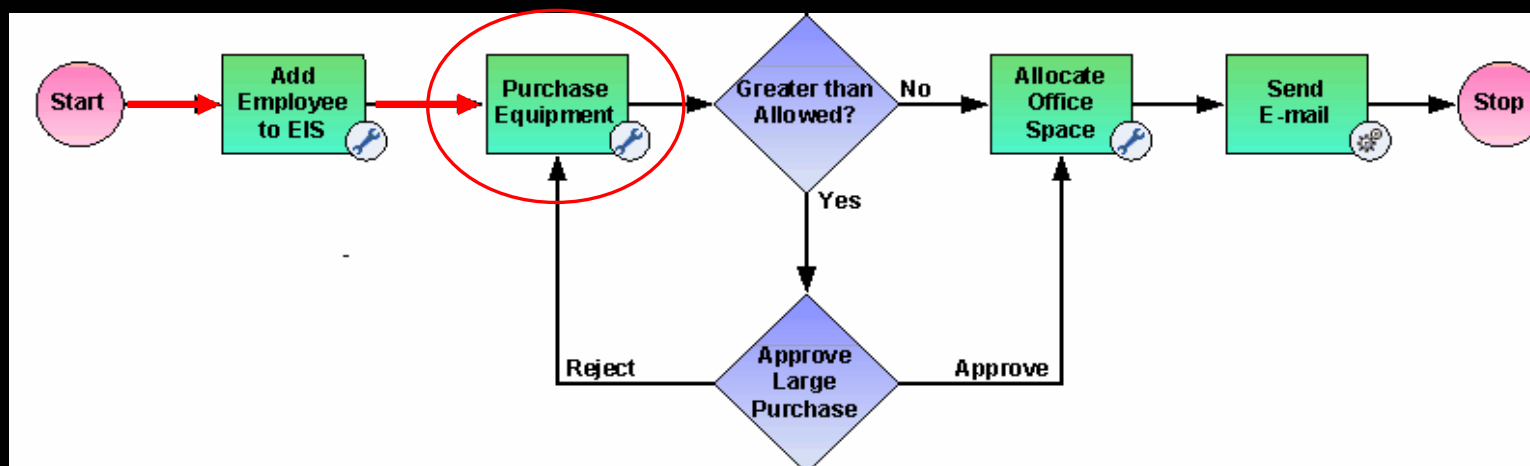 Start
Add
Employee
to EIS
Purchase
Equipment
Greater than
Allowed?
No
Allocate
Office
Space
Send
E-mail
Stop
Yes
Reject
Approve
Large
Purchase
Approve